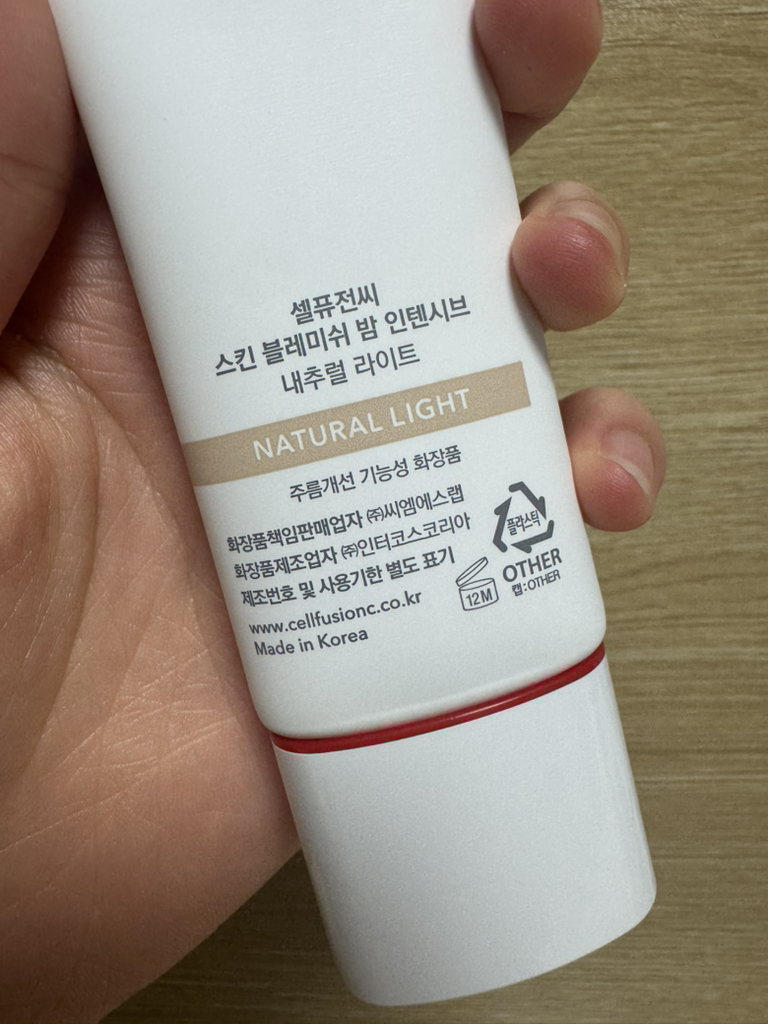 셀퓨전씨
스킨 블레미쉬 밤 인텐시브
내추럴 라이트
NATURAL LIGHT
주름개선 기능성 화장품
화장품책임판매업자 ㈜씨엠에스랩
화장품제조업자 ㈜인터코스코리아
제조번호 및 사용기한 별도 표기
www.cellfusionc.co.kr
Made in Korea
12M
플라스틱
OTHER
캡:OTHER